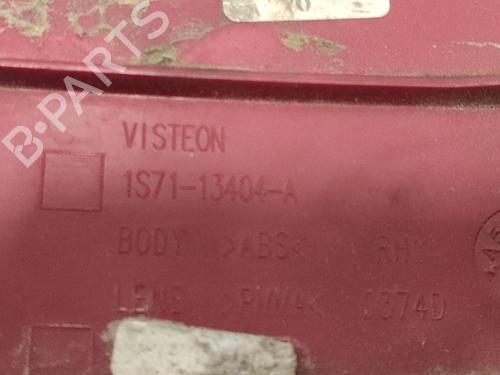 B-PARTS
VISTEON
1S71-13404-A
BODY >ABS< RH
LENS >PMMA< 0374D